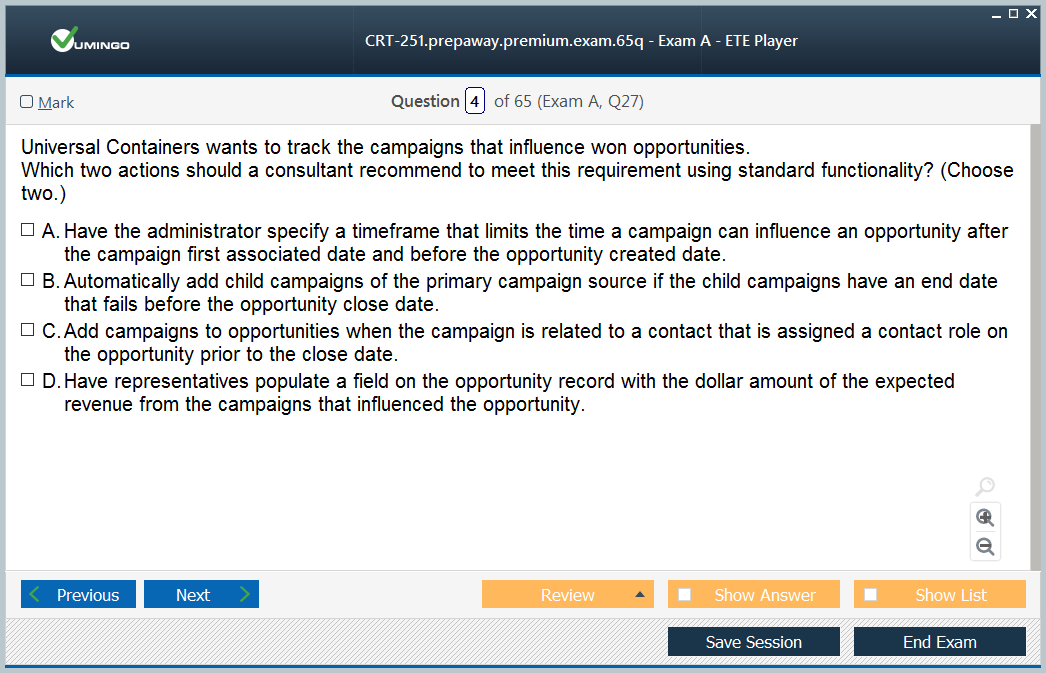 VUMINGO
CRT-251.prepaway.premium.exam.65q - Exam A - ETE Player
Mark
Question 4 of 65 (Exam A, Q27)
Universal Containers wants to track the campaigns that influence won opportunities.
Which two actions should a consultant recommend to meet this requirement using standard functionality? (Choose
two.)
A. Have the administrator specify a timeframe that limits the time a campaign can influence an opportunity after
the campaign first associated date and before the opportunity created date.
B. Automatically add child campaigns of the primary campaign source if the child campaigns have an end date
that fails before the opportunity close date.
C. Add campaigns to opportunities when the campaign is related to a contact that is assigned a contact role on
the opportunity prior to the close date.
D. Have representatives populate a field on the opportunity record with the dollar amount of the expected
revenue from the campaigns that influenced the opportunity.
Previous
Next
Review
Show Answer
Show List
Save Session
End Exam